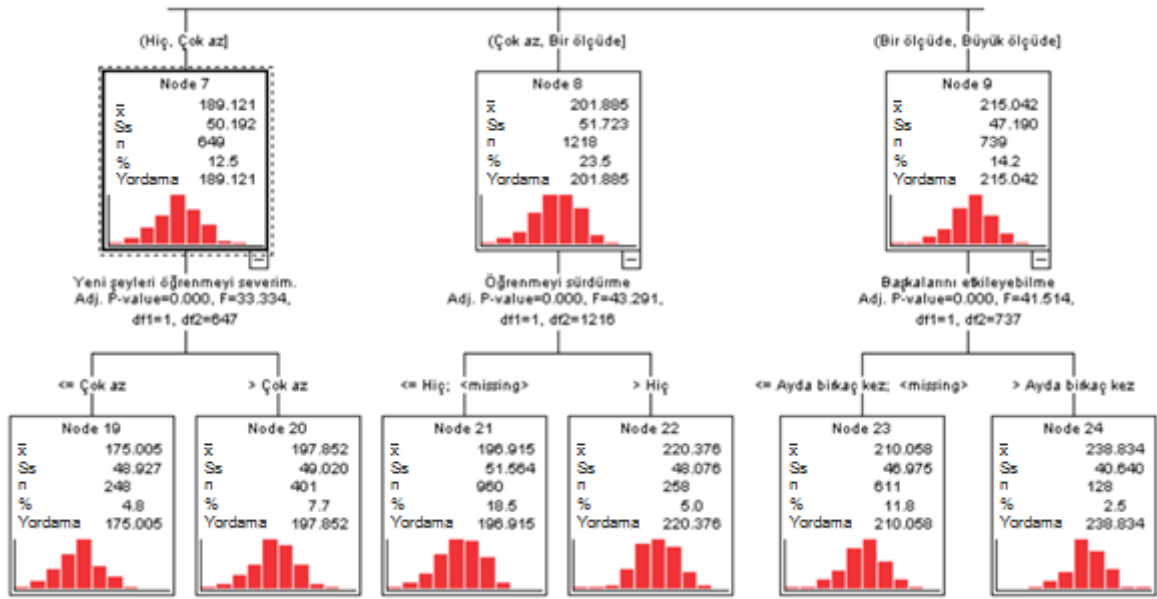 (Hiç, Çok az]
(Çok az, Bir ölçüde]
(Bir ölçüde, Büyük ölçüde]
Node 7
x̅ 189.121
Ss 50.192
n 649
% 12.5
Yordama 189.121
Node 8
x̅ 201.885
Ss 51.723
n 1218
% 23.5
Yordama 201.885
Node 9
x̅ 215.042
Ss 47.190
n 739
% 14.2
Yordama 215.042
Yeni şeyleri öğrenmeyi severim.
Adj. P-value=0.000, F=33.334,
df1=1, df2=647
Öğrenmeyi sürdürme
Adj. P-value=0.000, F=43.291,
df1=1, df2=1216
Başkalarını etkileyebilme
Adj. P-value=0.000, F=41.514,
df1=1, df2=737
<= Çok az
> Çok az
<= Hiç; <missing>
> Hiç
<= Ayda birkaç kez; <missing>
> Ayda birkaç kez
Node 19
x̅ 175.005
Ss 48.927
n 248
% 4.8
Yordama 175.005
Node 20
x̅ 197.852
Ss 49.020
n 401
% 7.7
Yordama 197.852
Node 21
x̅ 196.915
Ss 51.564
n 960
% 18.5
Yordama 196.915
Node 22
x̅ 220.376
Ss 48.076
n 258
% 5.0
Yordama 220.376
Node 23
x̅ 210.058
Ss 46.975
n 611
% 11.8
Yordama 210.058
Node 24
x̅ 238.834
Ss 40.640
n 128
% 2.5
Yordama 238.834